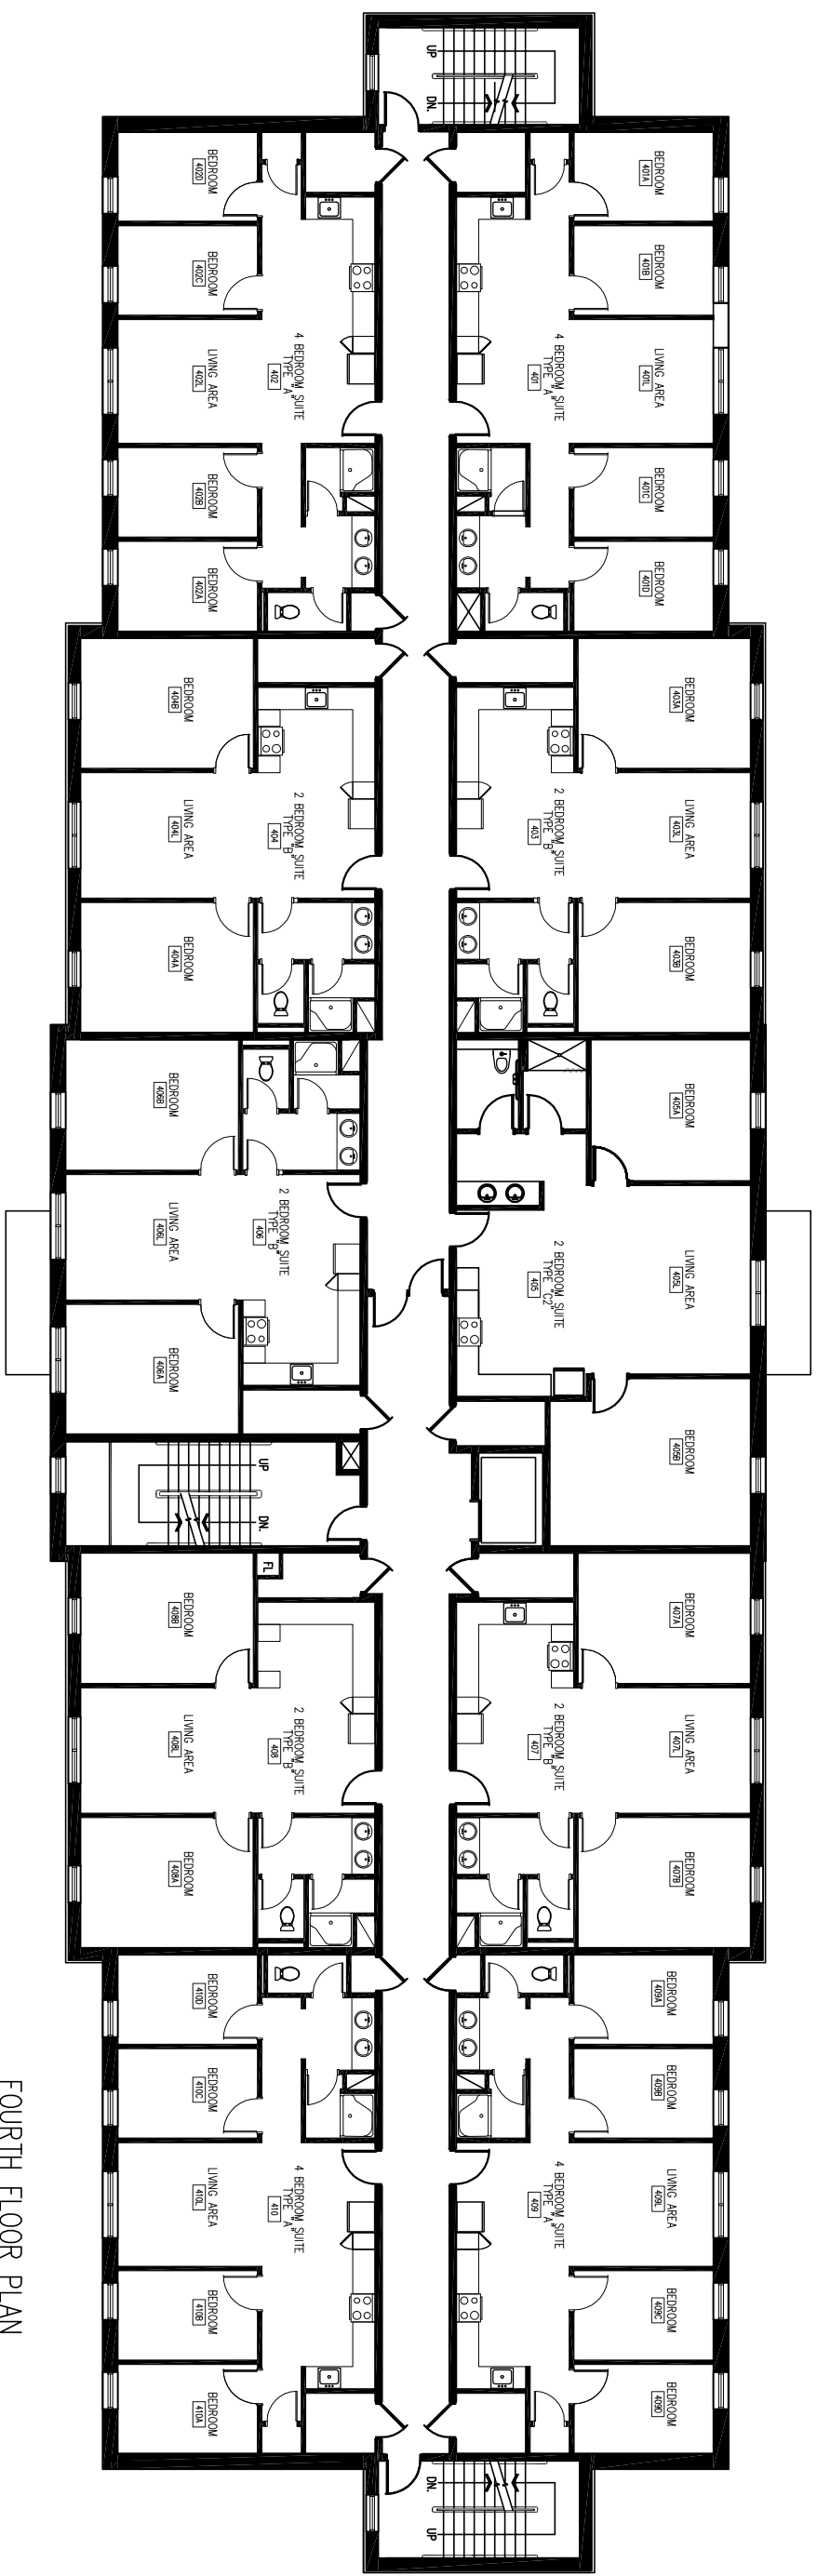 UP
DN.
BEDROOM
401A
BEDROOM
401B
LIVING AREA
401L
4 BEDROOM SUITE
TYPE "A"
401
BEDROOM
401C
BEDROOM
401D
BEDROOM
402D
BEDROOM
402C
4 BEDROOM SUITE
TYPE "A"
402
LIVING AREA
402L
BEDROOM
402B
BEDROOM
402A
BEDROOM
403A
LIVING AREA
403L
2 BEDROOM SUITE
TYPE "B"
403
BEDROOM
403B
BEDROOM
404B
2 BEDROOM SUITE
TYPE "B"
404
LIVING AREA
404L
BEDROOM
404A
BEDROOM
405A
LIVING AREA
405L
2 BEDROOM SUITE
TYPE "C2"
405
BEDROOM
405B
BEDROOM
406B
2 BEDROOM SUITE
TYPE "B"
406
LIVING AREA
406L
BEDROOM
406A
UP
DN.
FL
BEDROOM
407A
LIVING AREA
407L
2 BEDROOM SUITE
TYPE "B"
407
BEDROOM
407B
BEDROOM
408B
2 BEDROOM SUITE
TYPE "B"
408
LIVING AREA
408L
BEDROOM
408A
BEDROOM
409A
BEDROOM
409B
LIVING AREA
409L
4 BEDROOM SUITE
TYPE "A"
409
BEDROOM
409C
BEDROOM
409D
BEDROOM
410D
BEDROOM
410C
4 BEDROOM SUITE
TYPE "A"
410
LIVING AREA
410L
BEDROOM
410B
BEDROOM
410A
DN.
UP
FOURTH FLOOR PLAN